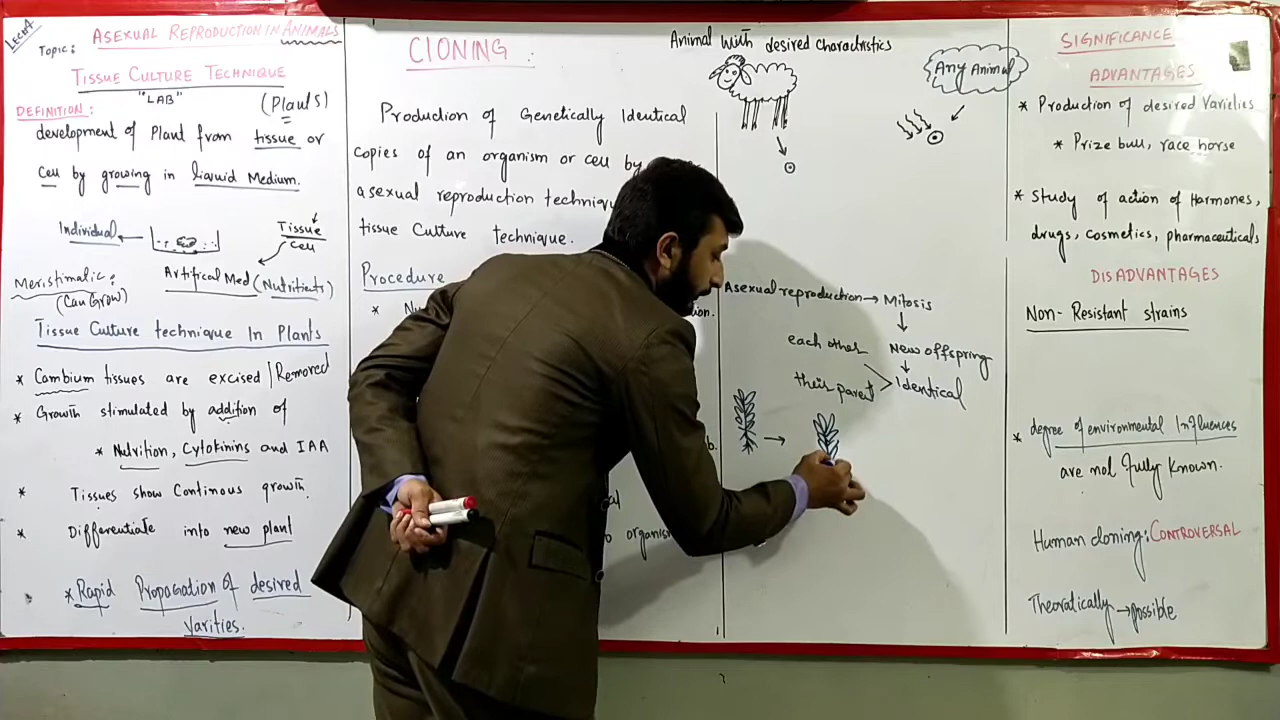 Lec#4
ASEXUAL REPRODUCTION IN ANIMALS
Topic:
TISSUE CULTURE TECHNIQUE
"LAB"
DEFINITION:
(Plants)
development of Plant from tissue or
cell by growing in liquid Medium.
Individual
Tissue
cell
Meristimalic:
(Can Grow)
Artifical Med (Nutritients)
Tissue Culture technique In Plants
* Cambium tissues are excised/Removed
* Growth stimulated by addition of
* Nutrition, Cytokinins and IAA
* Tissues show Continous growth.
* Differentiate into new plant
* Rapid Propogation of desired
varities.
CLONING:
Production of Genetically Identical
copies of an organism or cell by
asexual reproduction techniqu
tissue Culture technique.
Procedure
*
Animal with desired charactristics
Any Animal
Asexual reproduction → Mitosis
New offspring
each other
their parent
Identical
SIGNIFICANCE
ADVANTAGES
* Production of desired Varielies
* Prize bull, race horse
* Study of action of Harmones,
drugs, cosmetics, pharmaceuticals
DISADVANTAGES
Non-Resistant strains
* degree of environmental Influences
are not fully known.
Human cloning: CONTROVERSAL
Theoratically → possible